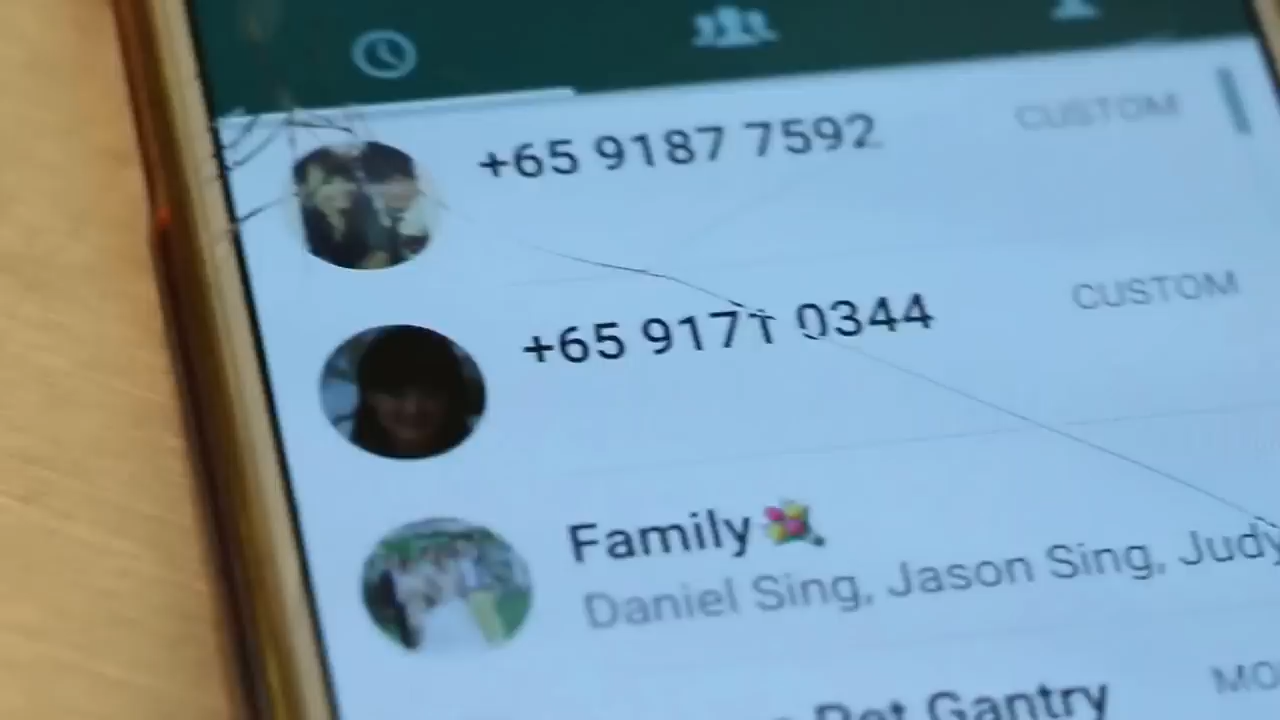 +65 9187 7592 CUSTOM
+65 9171 0344 CUSTOM
Family
Daniel Sing, Jason Sing, Judy
Gantry